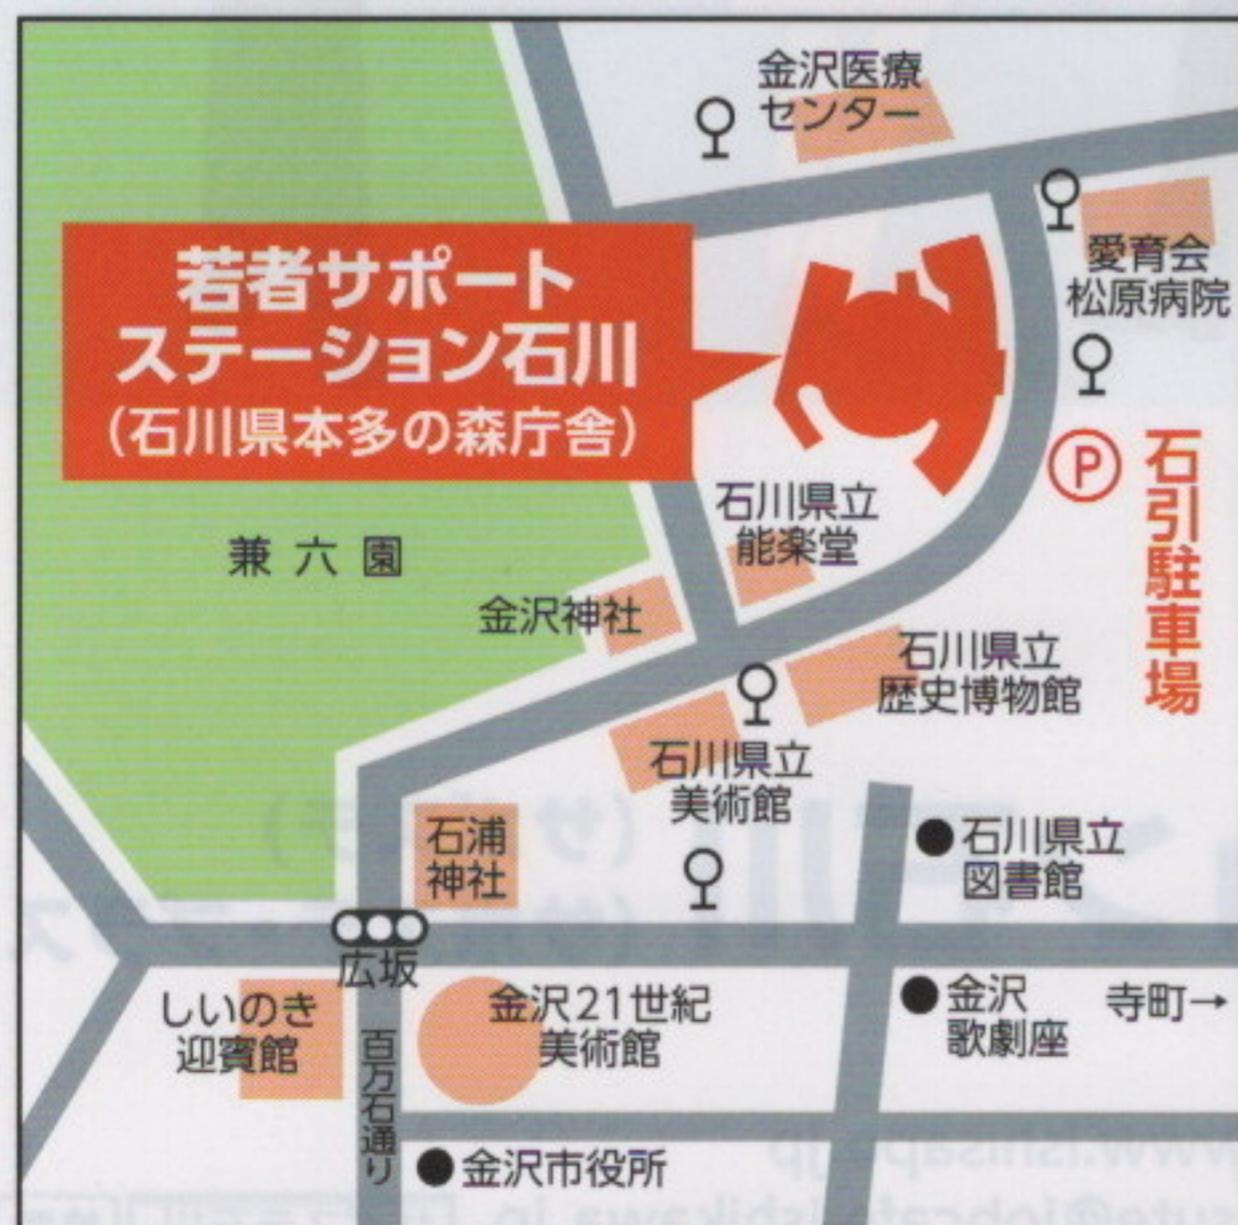 金沢医療
センター
愛育会
松原病院
若者サポート
ステーション石川
(石川県本多の森庁舎)
P
石引駐車場
石川県立
能楽堂
兼六園
金沢神社
石川県立
歴史博物館
石川県立
美術館
石浦
神社
石川県立
図書館
広坂
しいのき
迎賓館
金沢21世紀
美術館
金沢
歌劇座
寺町→
百万石通り
金沢市役所